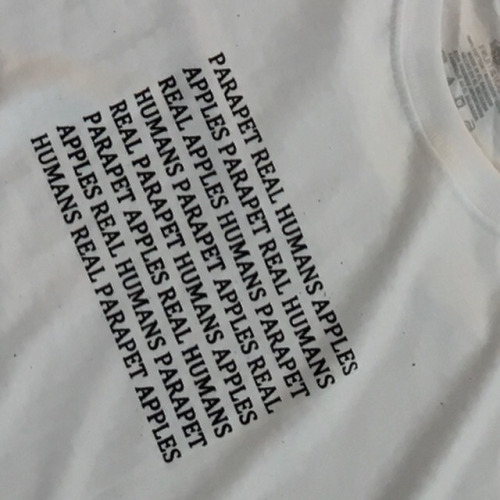 PARAPET REAL HUMANS APPLES
APPLES PARAPET REAL HUMANS
REAL APPLES HUMANS PARAPET
HUMANS PARAPET APPLES REAL
REAL PARAPET HUMANS APPLES
PARAPET APPLES REAL HUMANS
APPLES REAL HUMANS PARAPET
HUMANS REAL PARAPET APPLES